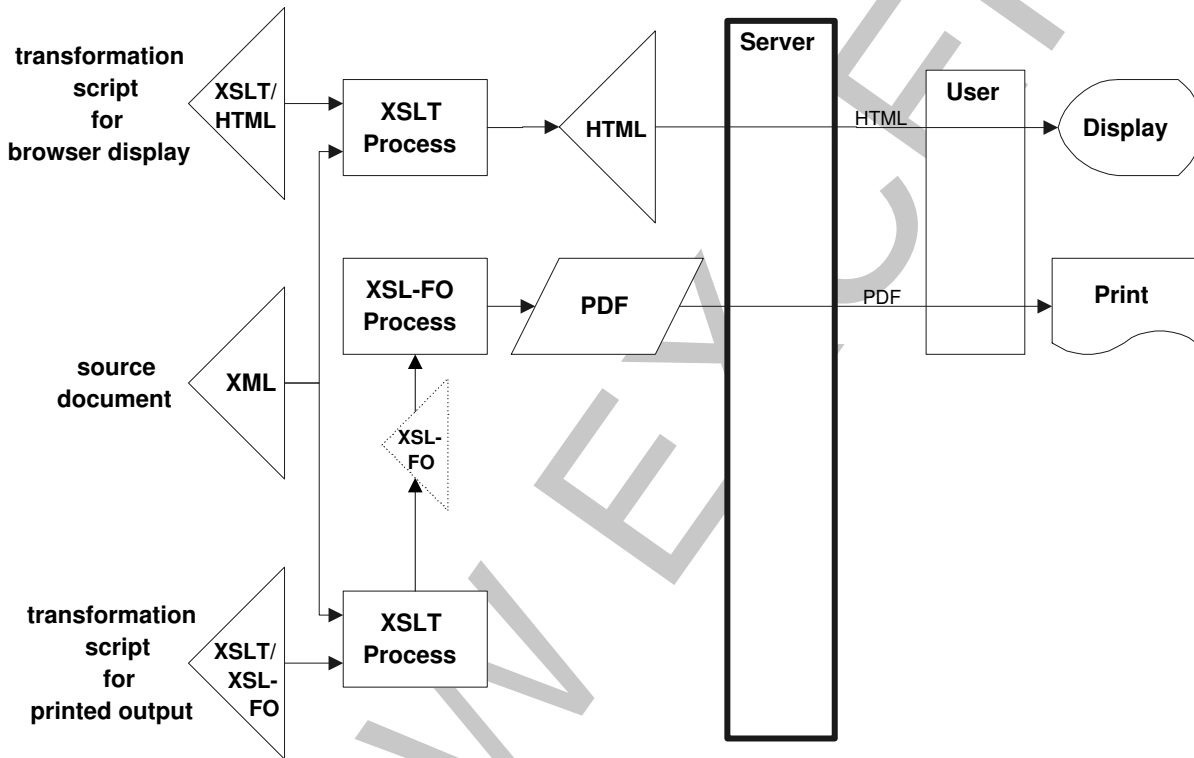 transformation
script
for
browser display
XSLT/
HTML
XSLT
Process
HTML
Server
HTML
User
Display
source
document
XML
XSL-FO
Process
PDF
PDF
Print
XSL-
FO
transformation
script
for
printed output
XSLT/
XSL-
FO
XSLT
Process